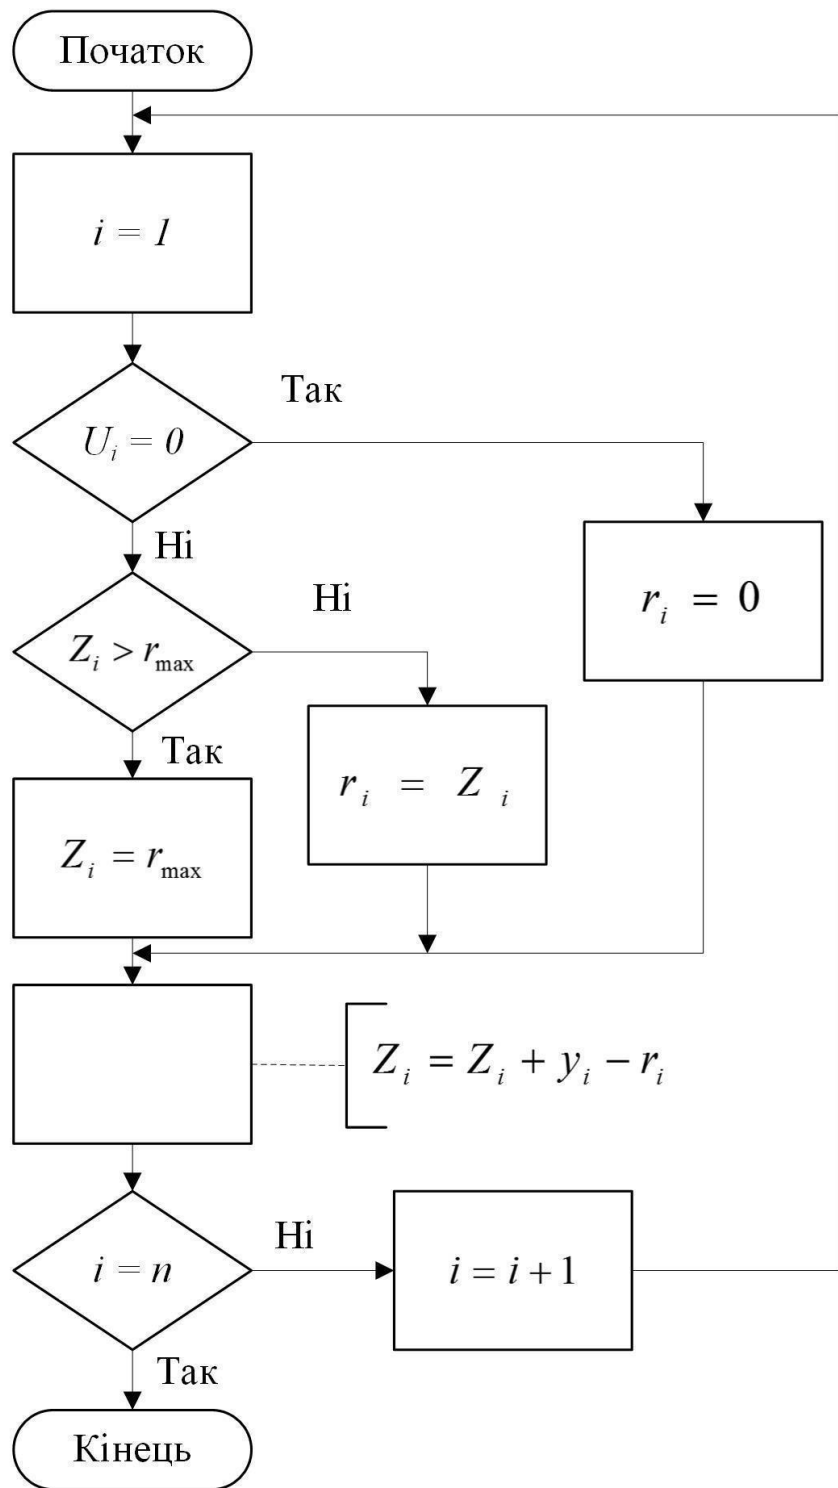 Початок
i = 1
Так
U_i = 0
Ні
Ні
r_i = 0
Z_i > r_max
Так
r_i = Z_i
Z_i = r_max
Z_i = Z_i + y_i − r_i
Ні
i = n
i = i + 1
Так
Кінець